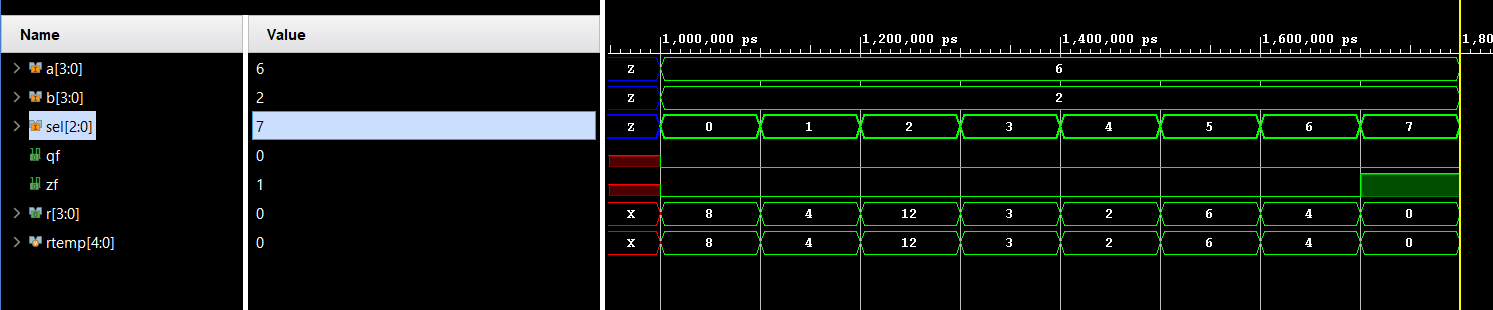 Name Value
1,000,000 ps 1,200,000 ps 1,400,000 ps 1,600,000 ps 1,80
a[3:0] 6 Z 6
b[3:0] 2 Z 2
sel[2:0] 7 Z 0 1 2 3 4 5 6 7
qf 0
zf 1
r[3:0] 0 X 8 4 12 3 2 6 4 0
rtemp[4:0] 0 X 8 4 12 3 2 6 4 0